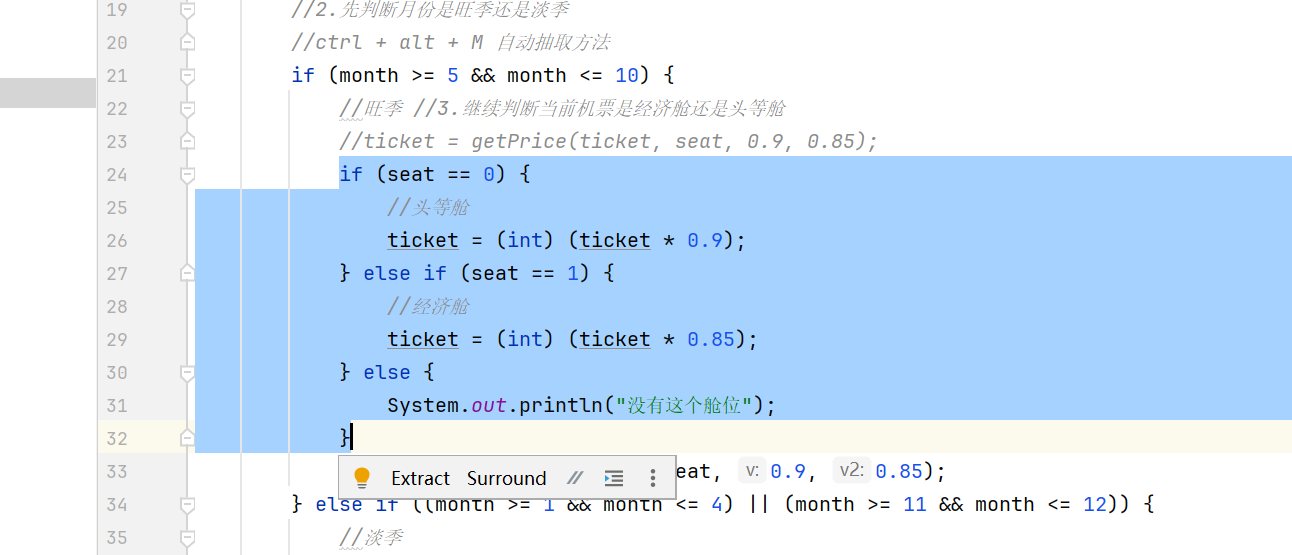 19 //2.先判断月份是旺季还是淡季
20 //ctrl + alt + M 自动抽取方法
21 if (month >= 5 && month <= 10) {
22 //旺季 //3.继续判断当前机票是经济舱还是头等舱
23 //ticket = getPrice(ticket, seat, 0.9, 0.85);
24 if (seat == 0) {
25 //头等舱
26 ticket = (int) (ticket * 0.9);
27 } else if (seat == 1) {
28 //经济舱
29 ticket = (int) (ticket * 0.85);
30 } else {
31 System.out.println("没有这个舱位");
32 }
33 eat, v: 0.9, v2: 0.85);
Extract Surround //
34 } else if ((month >= 1 && month <= 4) || (month >= 11 && month <= 12)) {
35 //淡季